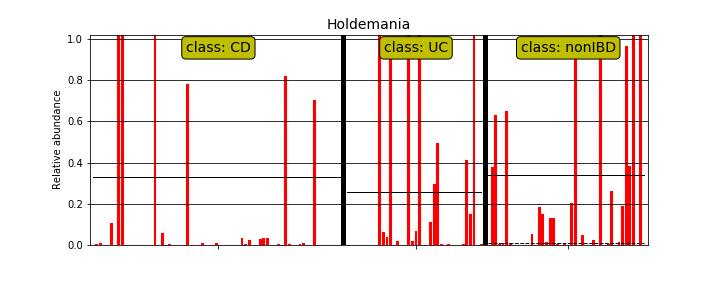 Holdemania
class: CD
class: UC
class: nonIBD
Relative abundance
1.0
0.8
0.6
0.4
0.2
0.0